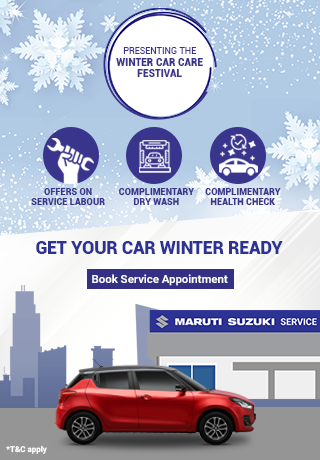 PRESENTING THE
WINTER CAR CARE
FESTIVAL
OFFERS ON
SERVICE LABOUR
COMPLIMENTARY
DRY WASH
COMPLIMENTARY
HEALTH CHECK
GET YOUR CAR WINTER READY
Book Service Appointment
MARUTI SUZUKI SERVICE
*T&C apply